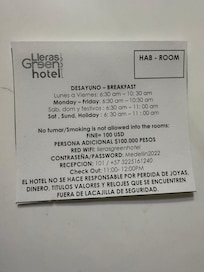 Lleras
Green
hotel
HAB - ROOM
DESAYUNO - BREAKFAST
Lunes a Viernes: 6:30 am - 10:30 am
Monday - Friday: 6:30 am - 10:30 am
Sab, dom y festivos : 6:30 am - 11:00 am
Sat, Sund, Holiday : 6:30 am - 11:00 am
No fumar/Smoking is not allowed into the rooms:
FINE= 100 USD
PERSONA ADICIONAL $100.000 PESOS
RED WIFI: llerasgreenhotel
CONTRASEÑA/PASSWORD: Medellin2022
RECEPCION: 101 / +57 3225161240
Check Out: 11:00- 12:00PM
EL HOTEL NO SE HACE RESPONSABLE POR PERDIDA DE JOYAS,
DINERO, TITULOS VALORES Y RELOJES QUE SE ENCUENTREN
FUERA DE LACAJILLA DE SEGURIDAD.